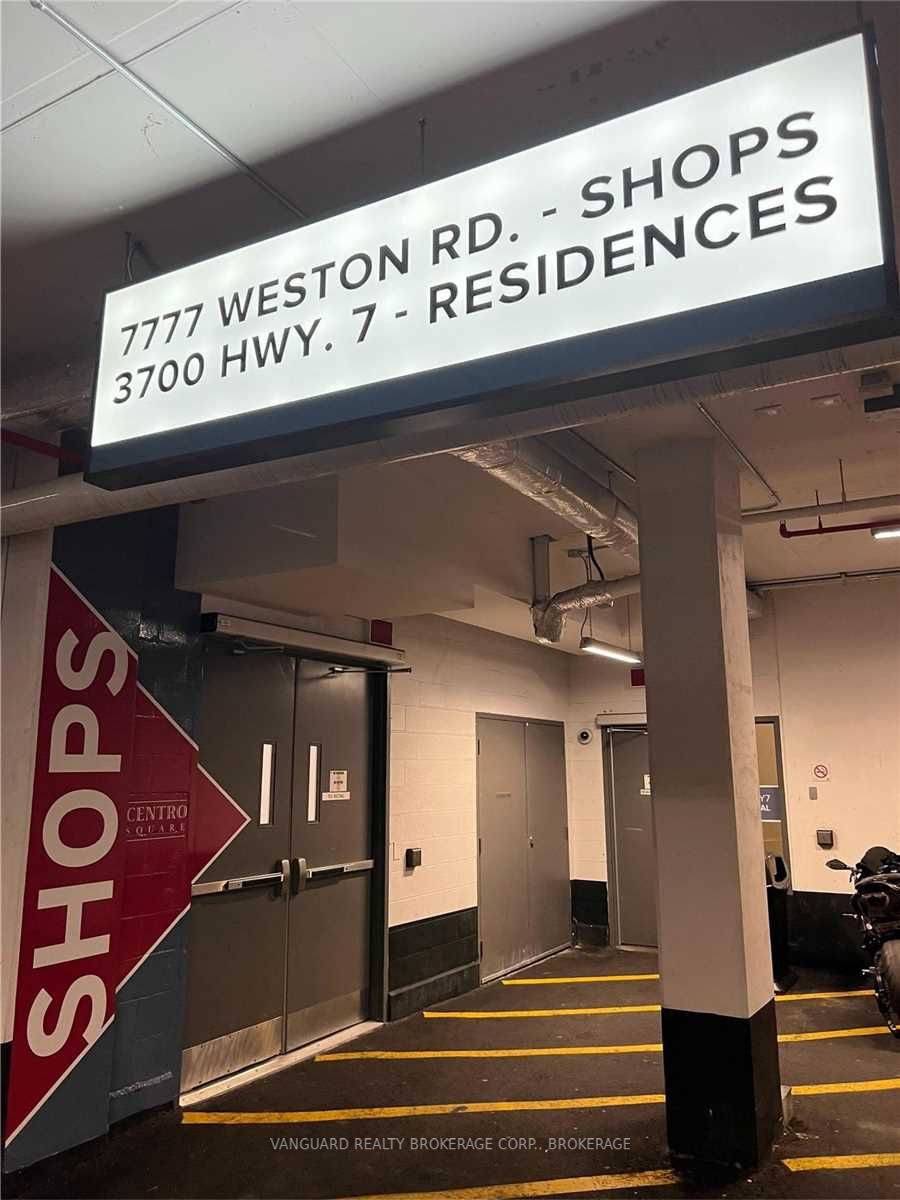 7777 WESTON RD. - SHOPS
3700 HWY. 7 - RESIDENCES
SHOPS
CENTRO
SQUARE
VANGUARD REALTY BROKERAGE CORP., BROKERAGE